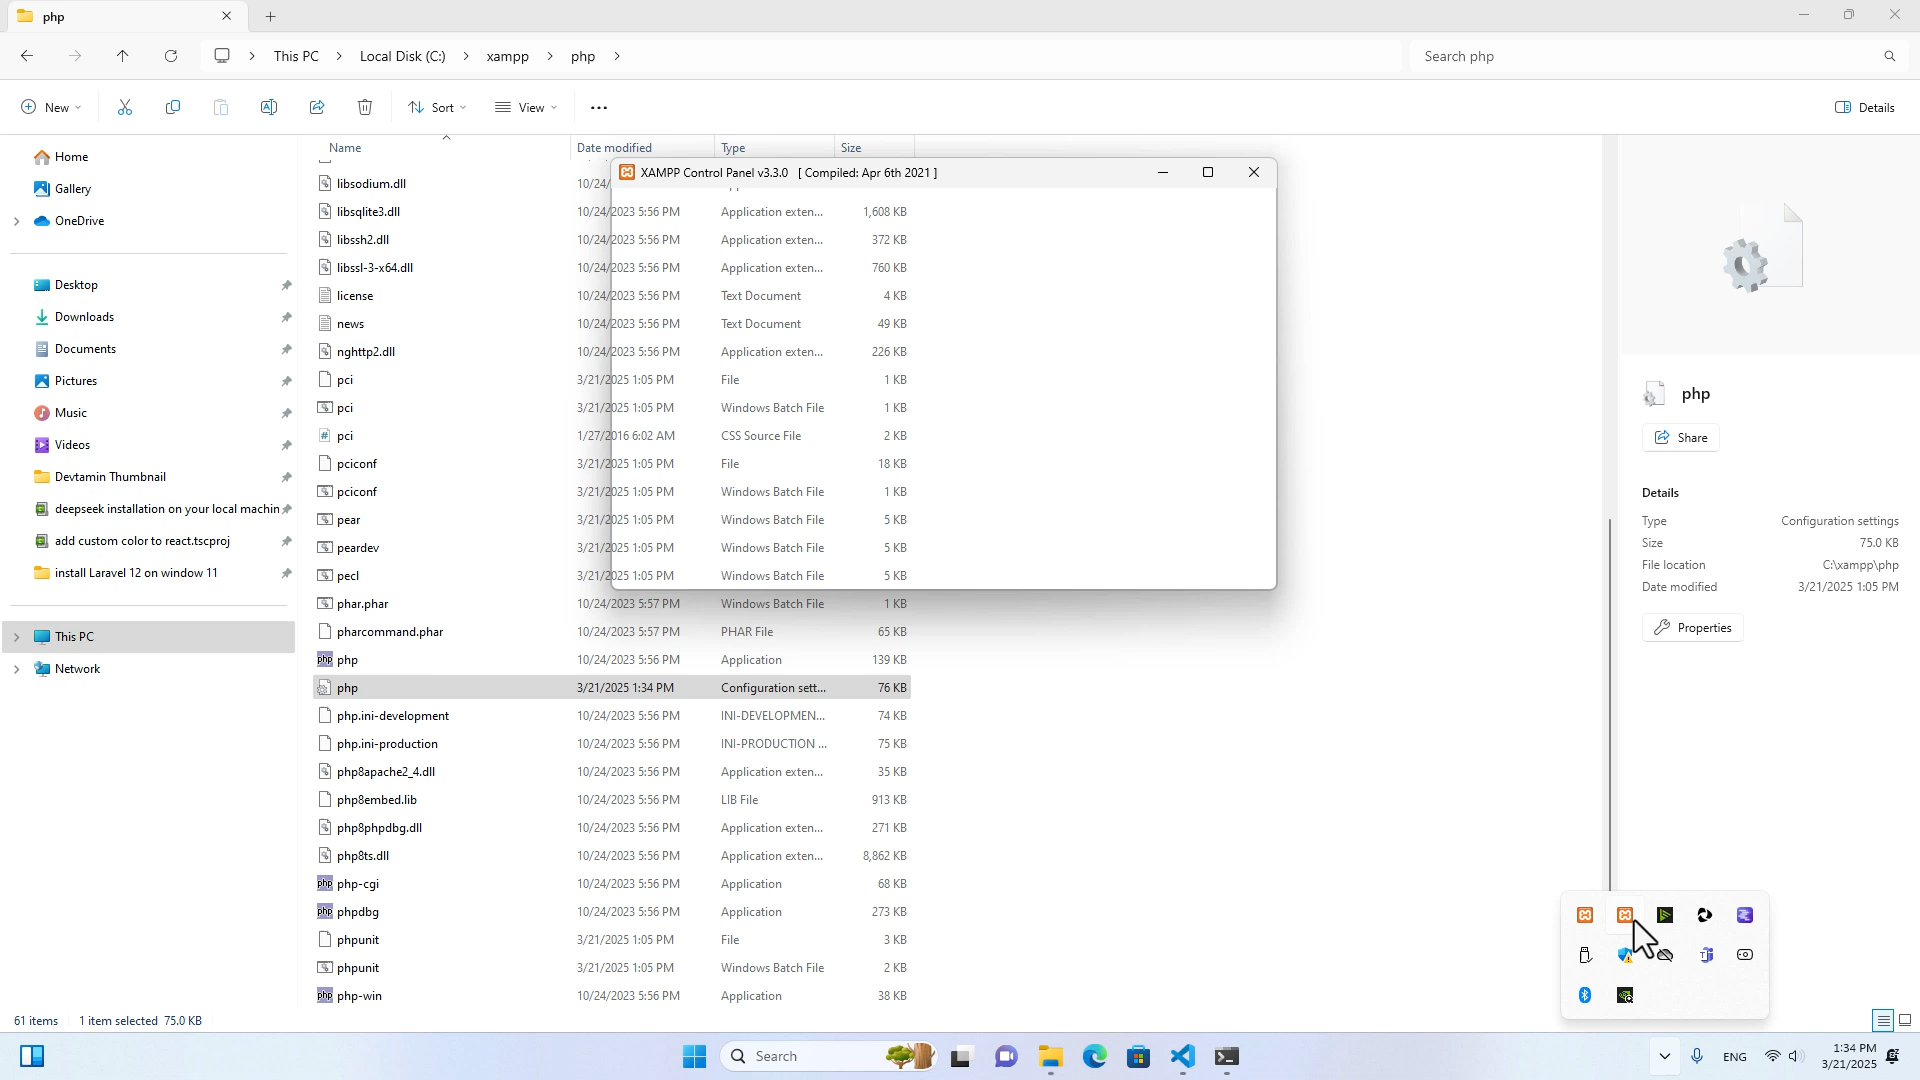 php
This PC
Local Disk (C:)
xampp
php
Search php
New
Sort
View
Details
Name
Date modified
Type
Size
XAMPP Control Panel v3.3.0 [ Compiled: Apr 6th 2021 ]
Home
Gallery
OneDrive
Desktop
Downloads
Documents
Pictures
Music
Videos
Devtamin Thumbnail
deepseek installation on your local machin
add custom color to react.tscproj
install Laravel 12 on window 11
This PC
Network
libsodium.dll 10/24/
libsqlite3.dll 10/24/2023 5:56 PM Application exten... 1,608 KB
libssh2.dll 10/24/2023 5:56 PM Application exten... 372 KB
libssl-3-x64.dll 10/24/2023 5:56 PM Application exten... 760 KB
license 10/24/2023 5:56 PM Text Document 4 KB
news 10/24/2023 5:56 PM Text Document 49 KB
nghttp2.dll 10/24/2023 5:56 PM Application exten... 226 KB
pci 3/21/2025 1:05 PM File 1 KB
pci 3/21/2025 1:05 PM Windows Batch File 1 KB
pci 1/27/2016 6:02 AM CSS Source File 2 KB
pciconf 3/21/2025 1:05 PM File 18 KB
pciconf 3/21/2025 1:05 PM Windows Batch File 1 KB
pear 3/21/2025 1:05 PM Windows Batch File 5 KB
peardev 3/21/2025 1:05 PM Windows Batch File 5 KB
pecl 3/21/2025 1:05 PM Windows Batch File 5 KB
phar.phar 10/24/2023 5:57 PM Windows Batch File 1 KB
pharcommand.phar 10/24/2023 5:57 PM PHAR File 65 KB
php 10/24/2023 5:56 PM Application 139 KB
php 3/21/2025 1:34 PM Configuration sett... 76 KB
php.ini-development 10/24/2023 5:56 PM INI-DEVELOPMEN... 74 KB
php.ini-production 10/24/2023 5:56 PM INI-PRODUCTION ... 75 KB
php8apache2_4.dll 10/24/2023 5:56 PM Application exten... 35 KB
php8embed.lib 10/24/2023 5:56 PM LIB File 913 KB
php8phpdbg.dll 10/24/2023 5:56 PM Application exten... 271 KB
php8ts.dll 10/24/2023 5:56 PM Application exten... 8,862 KB
php-cgi 10/24/2023 5:56 PM Application 68 KB
phpdbg 10/24/2023 5:56 PM Application 273 KB
phpunit 3/21/2025 1:05 PM File 3 KB
phpunit 3/21/2025 1:05 PM Windows Batch File 2 KB
php-win 10/24/2023 5:56 PM Application 38 KB
php
Share
Details
Type Configuration settings
Size 75.0 KB
File location C:\xampp\php
Date modified 3/21/2025 1:05 PM
Properties
61 items 1 item selected 75.0 KB
Search
ENG
1:34 PM
3/21/2025